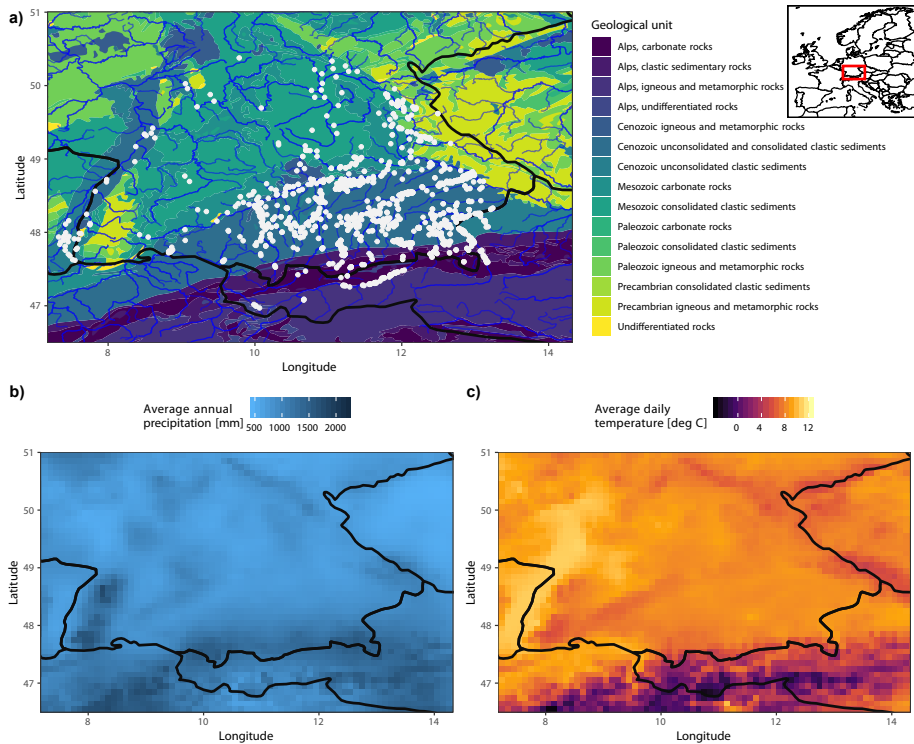 a)
51
50
49
48
47
Latitude
8
10
12
14
Longitude
Geological unit
Alps, carbonate rocks
Alps, clastic sedimentary rocks
Alps, igneous and metamorphic rocks
Alps, undifferentiated rocks
Cenozoic igneous and metamorphic rocks
Cenozoic unconsolidated and consolidated clastic sediments
Cenozoic unconsolidated clastic sediments
Mesozoic carbonate rocks
Mesozoic consolidated clastic sediments
Paleozoic carbonate rocks
Paleozoic consolidated clastic sediments
Paleozoic igneous and metamorphic rocks
Precambrian consolidated clastic sediments
Precambrian igneous and metamorphic rocks
Undifferentiated rocks
b)
Average annual
precipitation [mm]
500 1000 1500 2000
51
50
49
48
47
Latitude
8
10
12
14
Longitude
c)
Average daily
temperature [deg C]
0 4 8 12
51
50
49
48
47
Latitude
8
10
12
14
Longitude